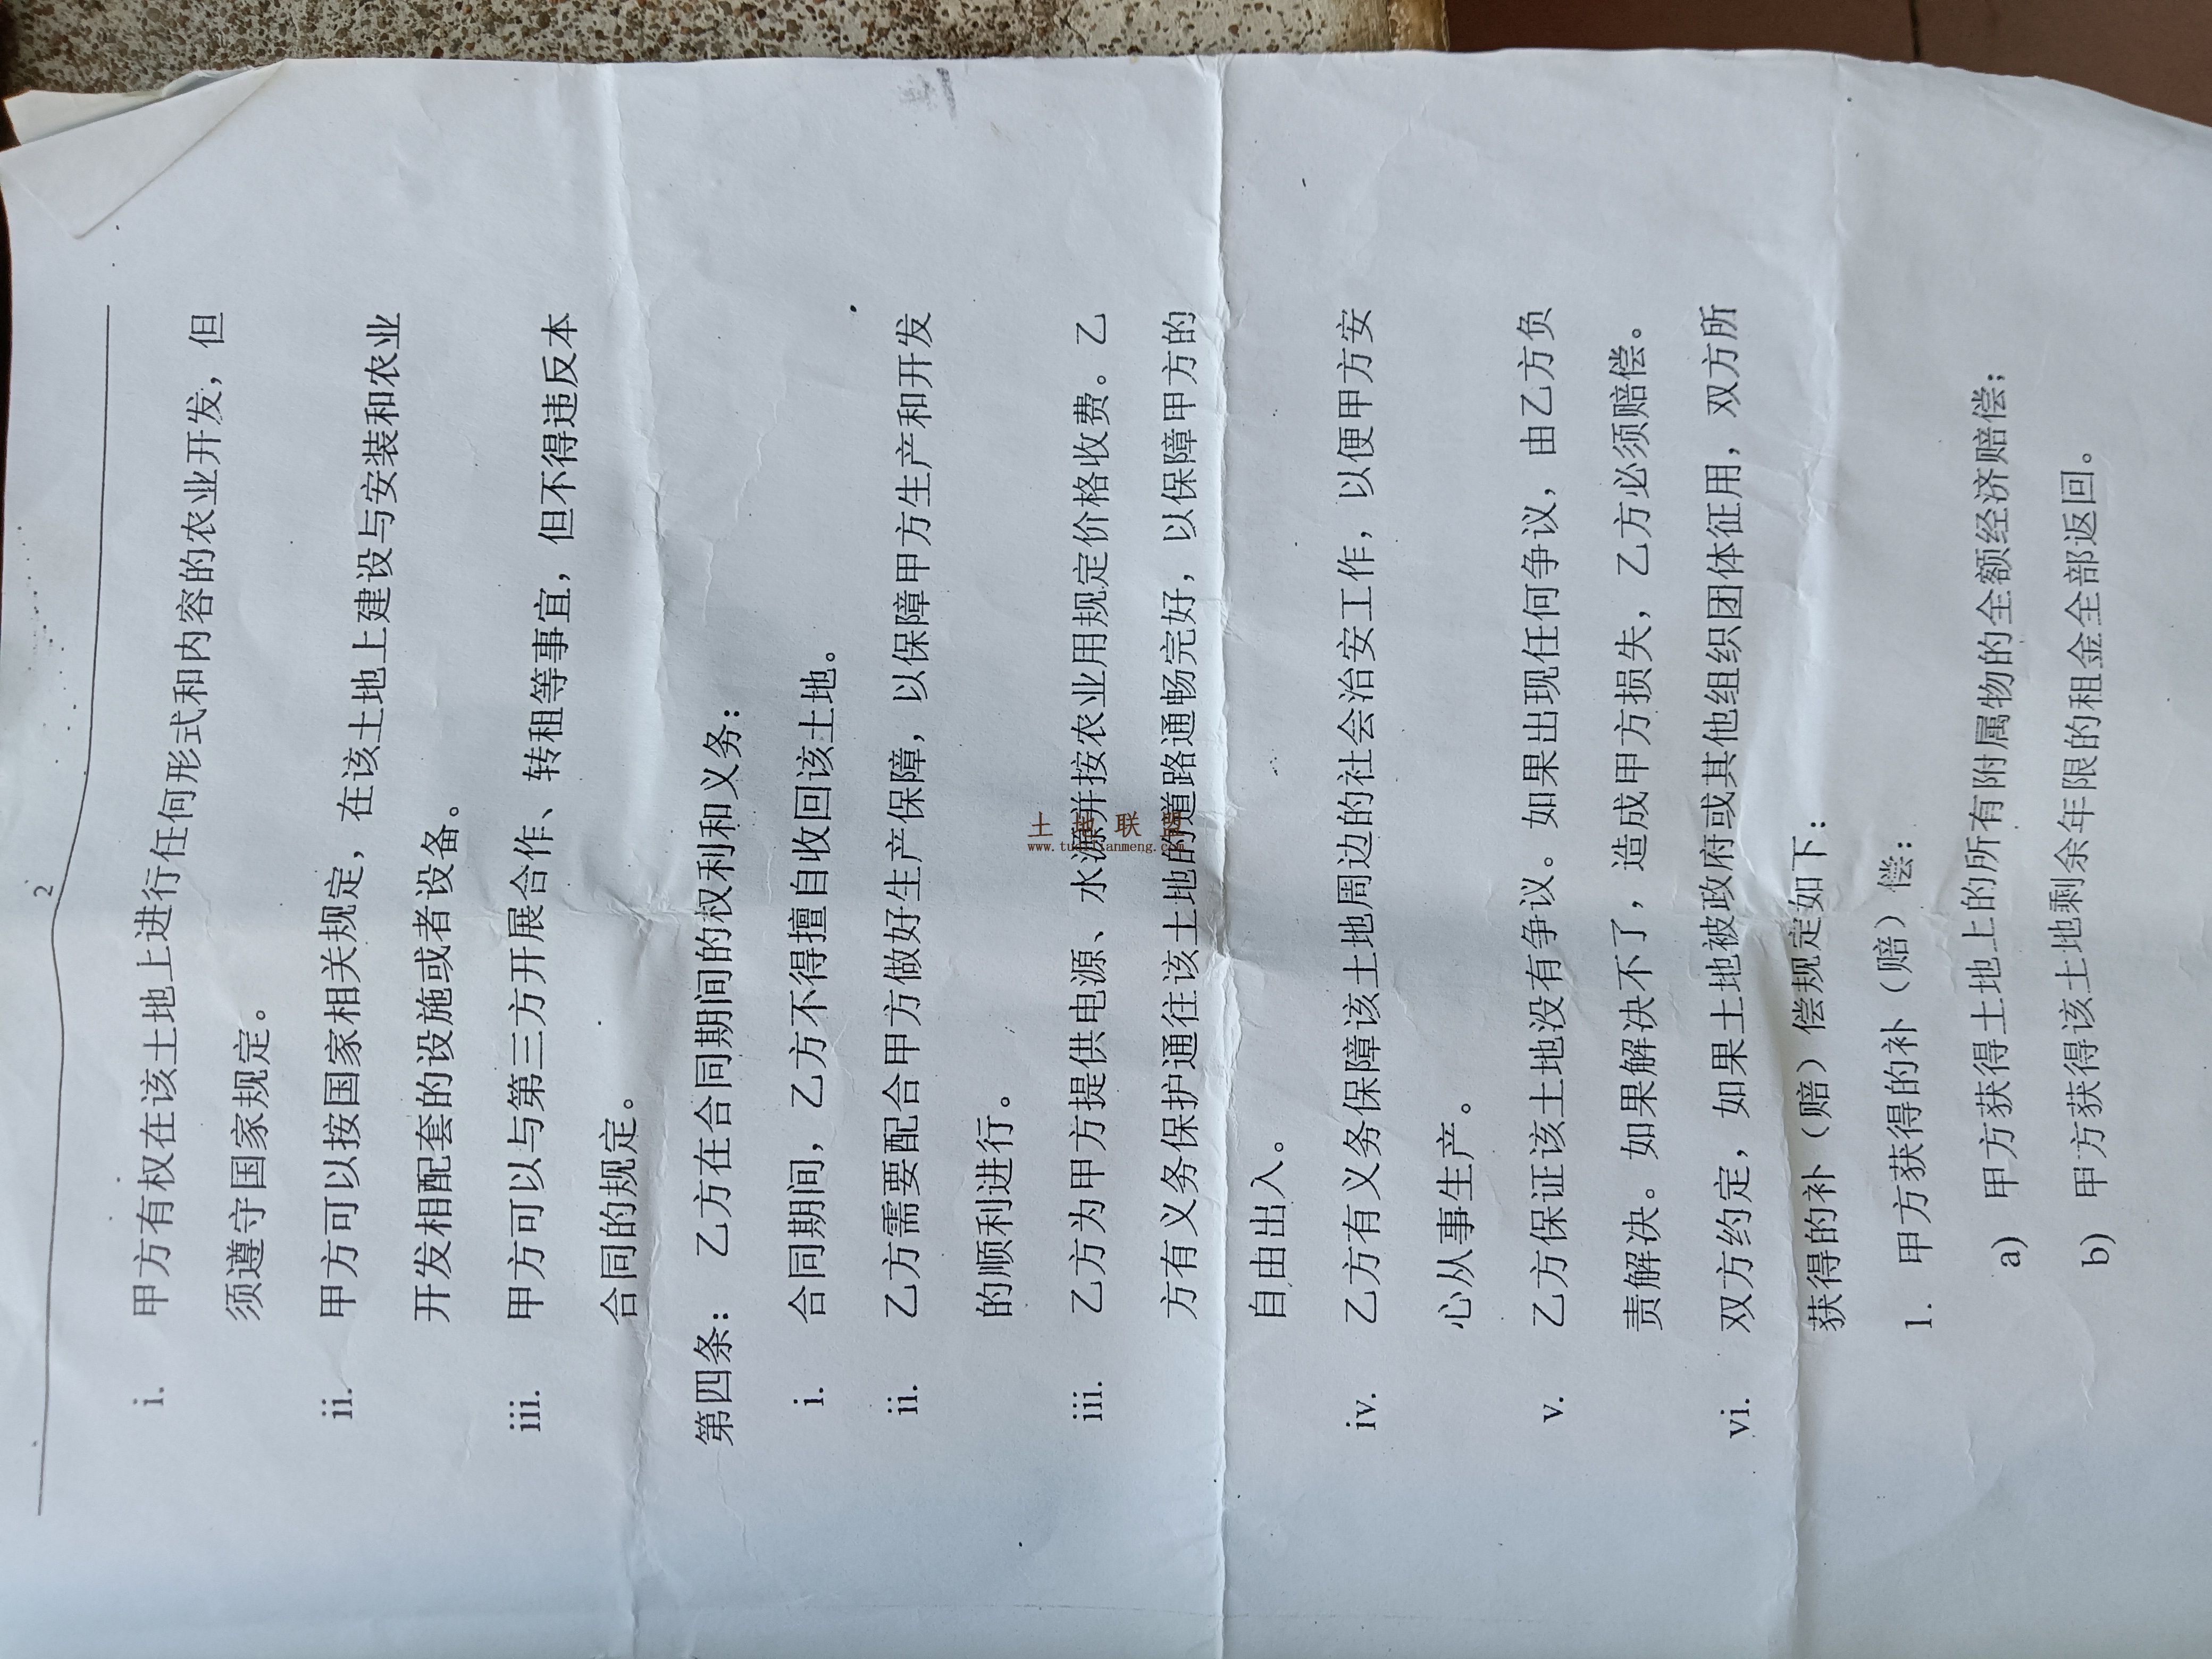 2
i. 甲方有权在该土地上进行任何形式和内容的农业开发，但
须遵守国家规定。
ii. 甲方可以按国家相关规定，在该土地上建设与安装和农业
开发相配套的设施或者设备。
iii. 甲方可以与第三方开展合作、转租等事宜，但不得违反本
合同的规定。
第四条： 乙方在合同期间的权利和义务：
i. 合同期间，乙方不得擅自收回该土地。
ii. 乙方需要配合甲方做好生产保障，以保障甲方生产和开发
的顺利进行。
iii. 乙方为甲方提供电源、水源并按农业用规定价格收费。乙
方有义务保护通往该土地的道路通畅完好，以保障甲方的
自由出入。
iv. 乙方有义务保障该土地周边的社会治安工作，以便甲方安
心从事生产。
v. 乙方保证该土地没有争议。如果出现任何争议，由乙方负
责解决。如果解决不了，造成甲方损失，乙方必须赔偿。
vi. 双方约定，如果土地被政府或其他组织团体征用，双方所
获得的补（赔）偿规定如下：
1. 甲方获得的补（赔）偿：
a) 甲方获得土地上的所有附属物的全额经济赔偿；
b) 甲方获得该土地剩余年限的租金全部返回。
土 联